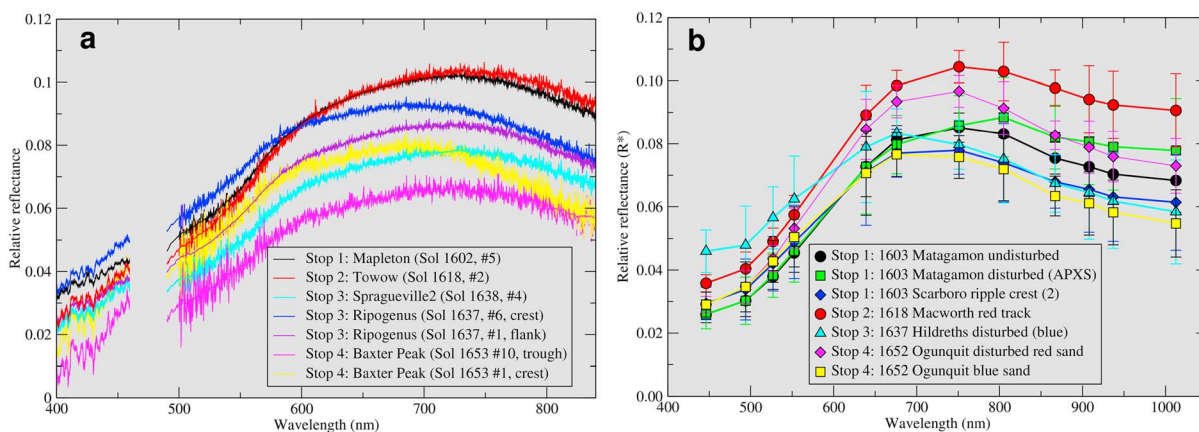 a
0.12
0.1
0.08
0.06
0.04
0.02
0
Relative reflectance
400
500
600
700
800
Wavelength (nm)
Stop 1: Mapleton (Sol 1602, #5)
Stop 2: Towow (Sol 1618, #2)
Stop 3: Spragueville2 (Sol 1638, #4)
Stop 3: Ripogenus (Sol 1637, #6, crest)
Stop 3: Ripogenus (Sol 1637, #1, flank)
Stop 4: Baxter Peak (Sol 1653 #10, trough)
Stop 4: Baxter Peak (Sol 1653 #1, crest)
b
0.12
0.10
0.08
0.06
0.04
0.02
0.00
Relative reflectance (R*)
400
500
600
700
800
900
1000
Wavelength (nm)
Stop 1: 1603 Matagamon undisturbed
Stop 1: 1603 Matagamon disturbed (APXS)
Stop 1: 1603 Scarboro ripple crest (2)
Stop 2: 1618 Macworth red track
Stop 3: 1637 Hildreths disturbed (blue)
Stop 4: 1652 Ogunquit disturbed red sand
Stop 4: 1652 Ogunquit blue sand